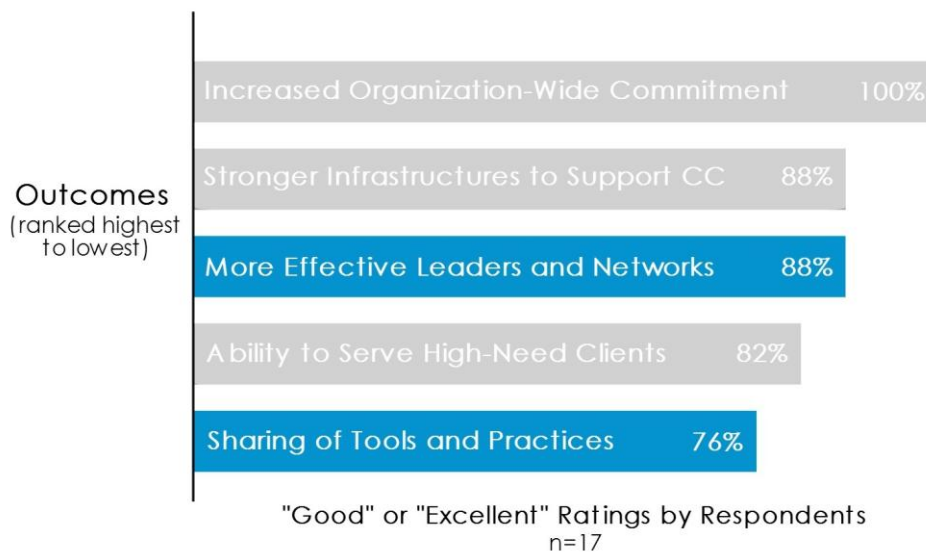 Increased Organization-Wide Commitment 100%
Stronger Infrastructures to Support CC 88%
Outcomes
(ranked highest
to lowest)
More Effective Leaders and Networks 88%
Ability to Serve High-Need Clients 82%
Sharing of Tools and Practices 76%
"Good" or "Excellent" Ratings by Respondents
n=17